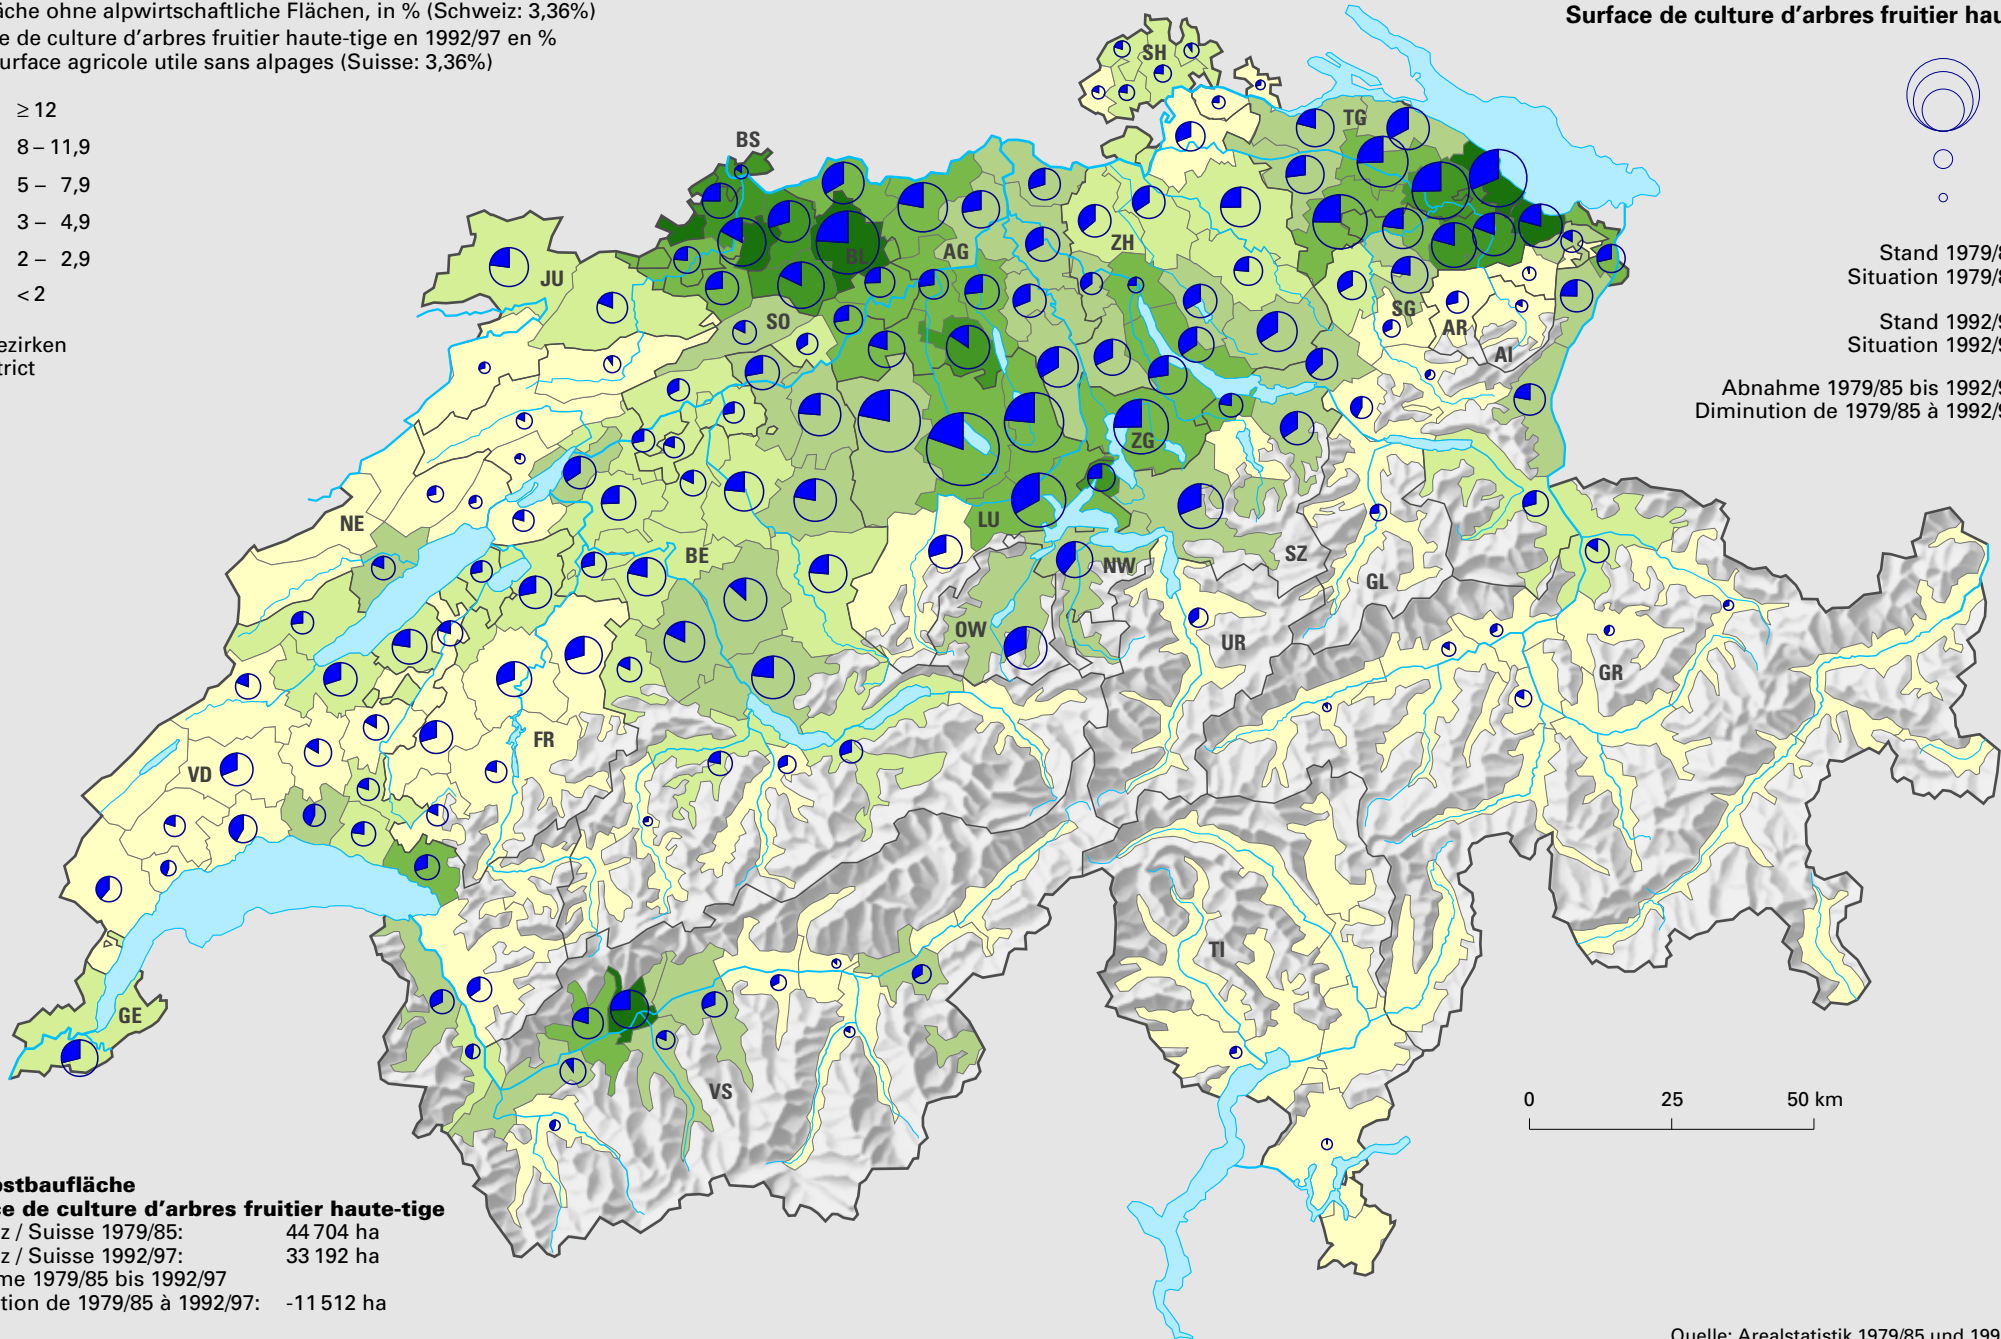 äche ohne alpwirtschaftliche Flächen, in % (Schweiz: 3,36%)
e de culture d'arbres fruitier haute-tige en 1992/97 en %
urface agricole utile sans alpages (Suisse: 3,36%)
≥ 12
8 – 11,9
5 – 7,9
3 – 4,9
2 – 2,9
< 2
ezirken
trict
Surface de culture d'arbres fruitier hau
Stand 1979/8
Situation 1979/8
Stand 1992/9
Situation 1992/9
Abnahme 1979/85 bis 1992/9
Diminution de 1979/85 à 1992/9
SH
BS
TG
JU
BL
AG
ZH
SO
SG
AR
AI
ZG
NE
LU
BE
NW
SZ
GL
OW
UR
GR
FR
VD
TI
GE
VS
0 25 50 km
ostbaufläche
ce de culture d'arbres fruitier haute-tige
z / Suisse 1979/85: 44 704 ha
z / Suisse 1992/97: 33 192 ha
me 1979/85 bis 1992/97
tion de 1979/85 à 1992/97: -11 512 ha
Quelle: Arealstatistik 1979/85 und 199